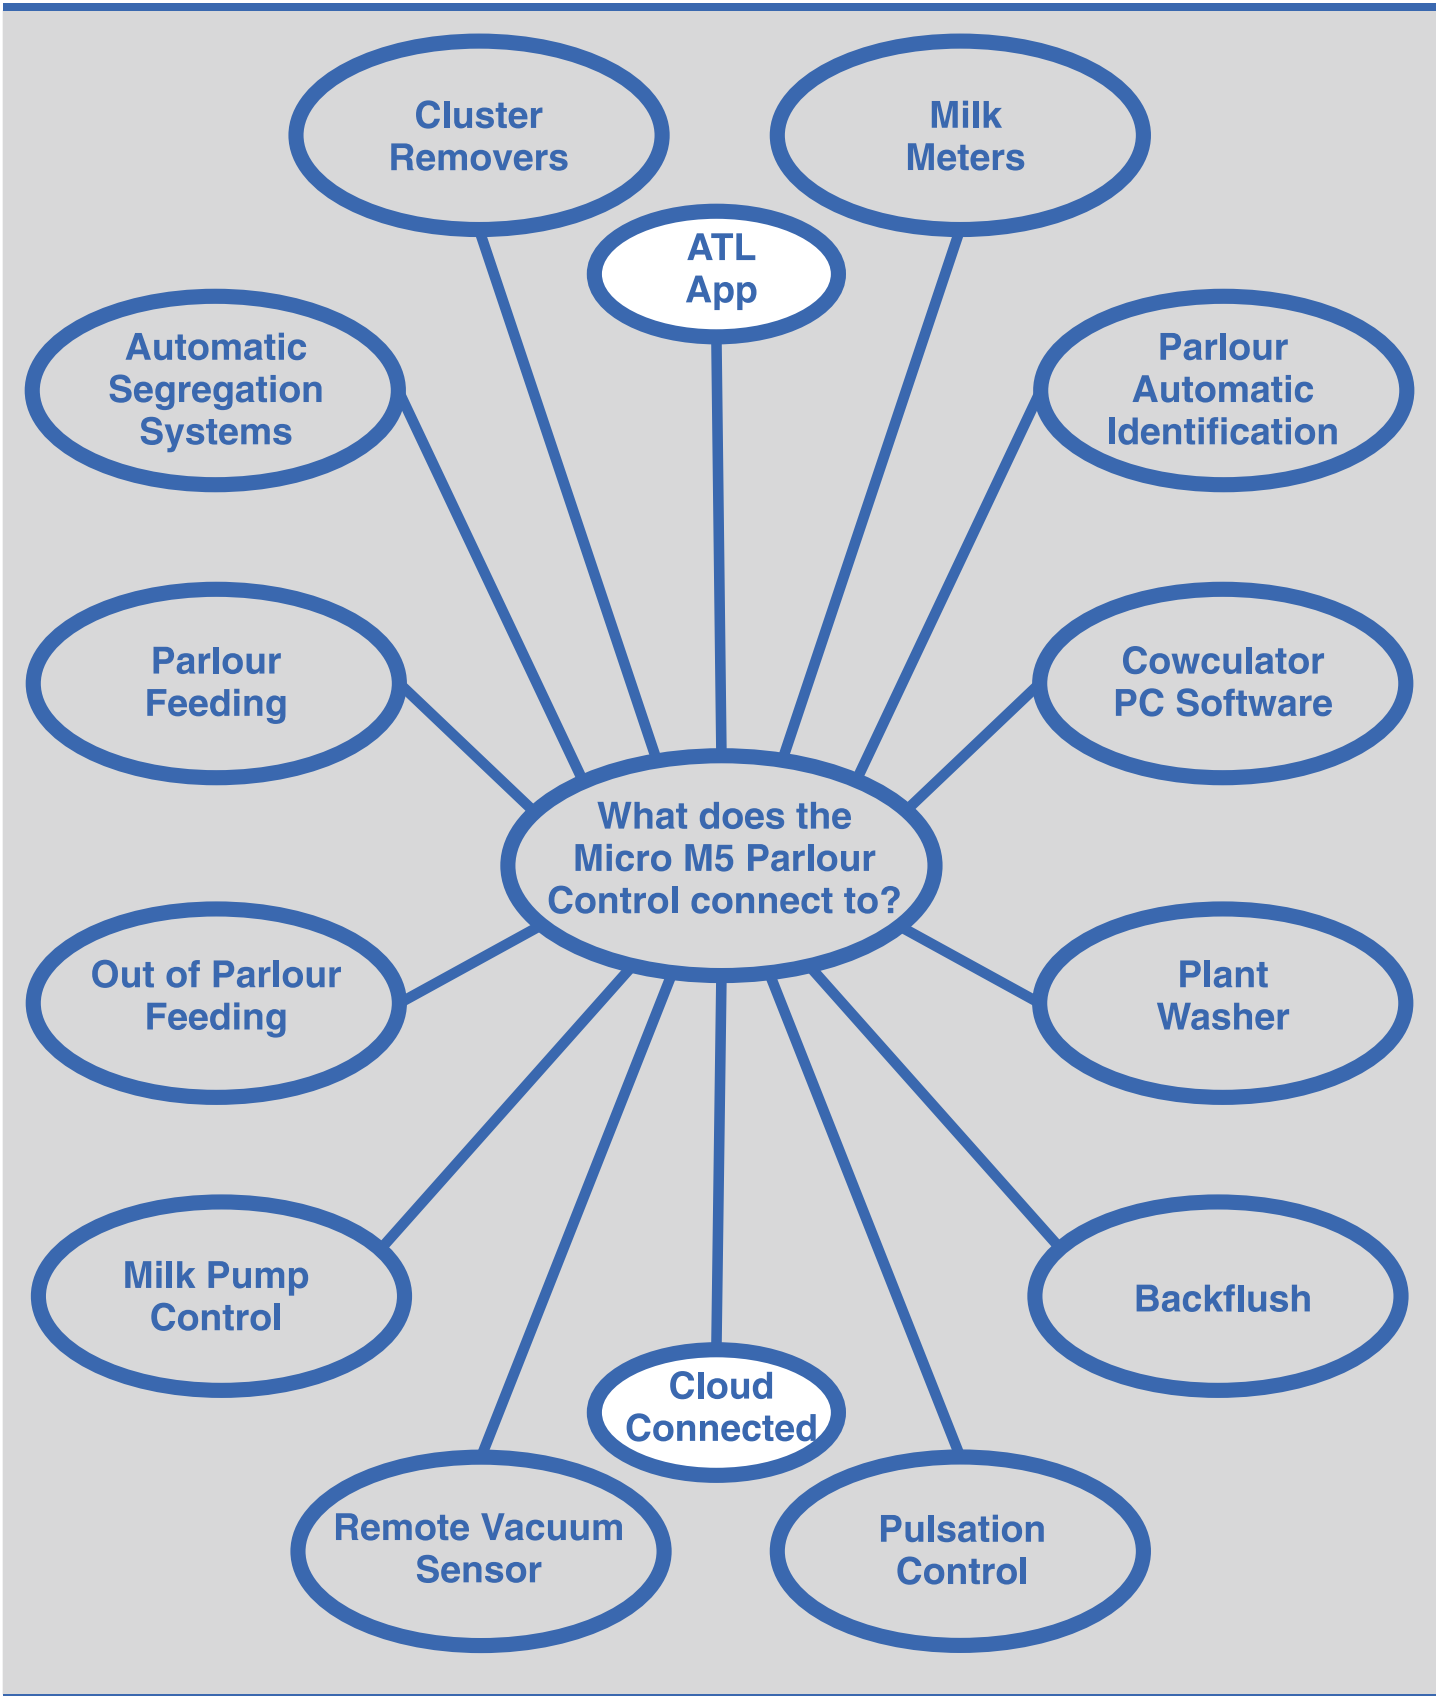 Cluster
Removers
Milk
Meters
ATL
App
Automatic
Segregation
Systems
Parlour
Automatic
Identification
Parlour
Feeding
Cowculator
PC Software
What does the
Micro M5 Parlour
Control connect to?
Out of Parlour
Feeding
Plant
Washer
Milk Pump
Control
Backflush
Cloud
Connected
Remote Vacuum
Sensor
Pulsation
Control